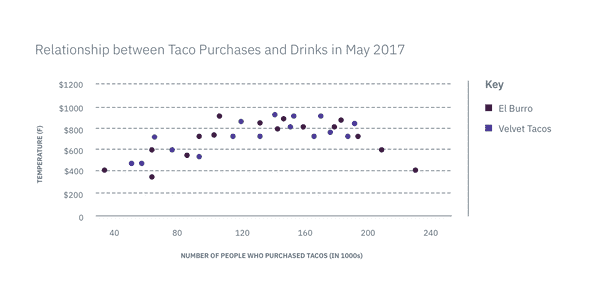 Relationship between Taco Purchases and Drinks in May 2017
$1200
$1000
$800
$600
$400
$200
0
TEMPERATURE (F)
40 80 120 160 200 240
NUMBER OF PEOPLE WHO PURCHASED TACOS (IN 1000s)
Key
El Burro
Velvet Tacos